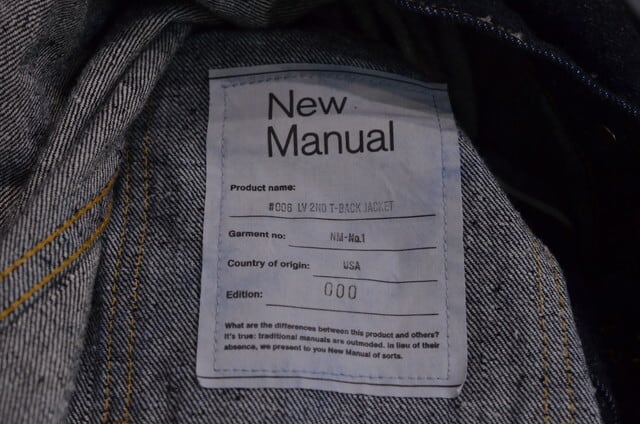 New
Manual
Product name:
#006 LV 2ND T-BACK JACKET
Garment no: NM-No.1
Country of origin: USA
Edition: 000
What are the differences between this product and others?
It's true: traditional manuals are outmoded. In lieu of their
absence, we present to you New Manual of sorts.